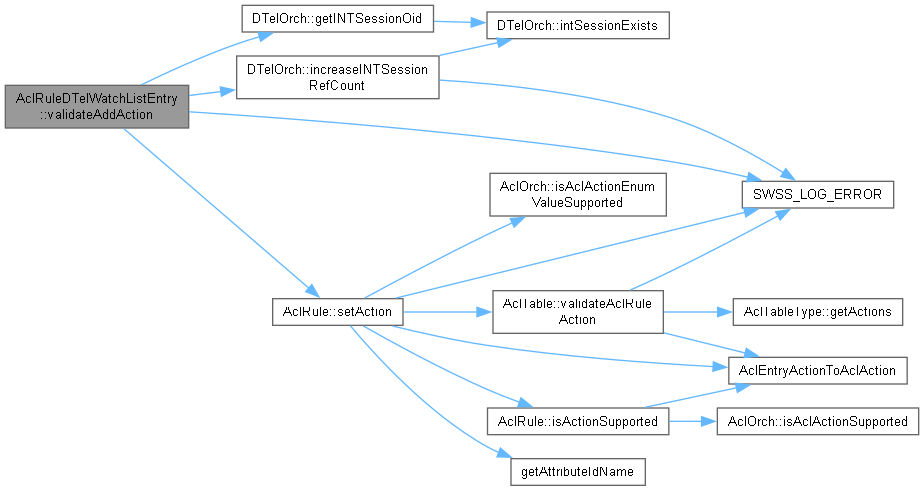 DTelOrch::getINTSessionOid
DTelOrch::intSessionExists
DTelOrch::increaseINTSession
RefCount
AclRuleDTelWatchListEntry
::validateAddAction
AclOrch::isAclActionEnum
ValueSupported
SWSS_LOG_ERROR
AclRule::setAction
AclTable::validateAclRule
Action
AclTableType::getActions
AclEntryActionToAclAction
AclRule::isActionSupported
AclOrch::isAclActionSupported
getAttributeIdName